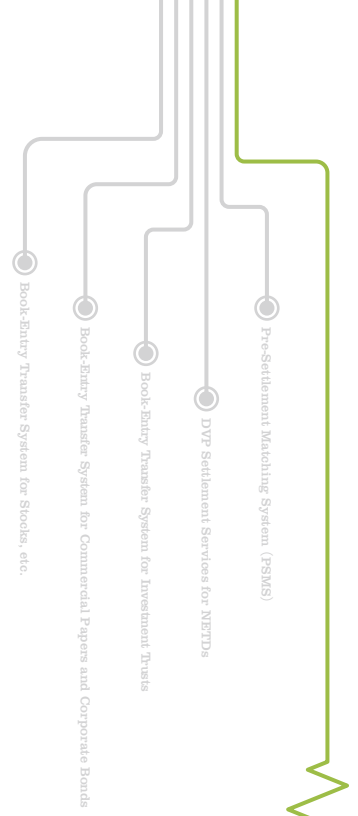 Book-Entry Transfer System for Stocks, etc.
Book-Entry Transfer System for Commercial Papers and Corporate Bonds
Book-Entry Transfer System for Investment Trusts
DVP Settlement Services for NETDs
Pre-Settlement Matching System (PSMS)